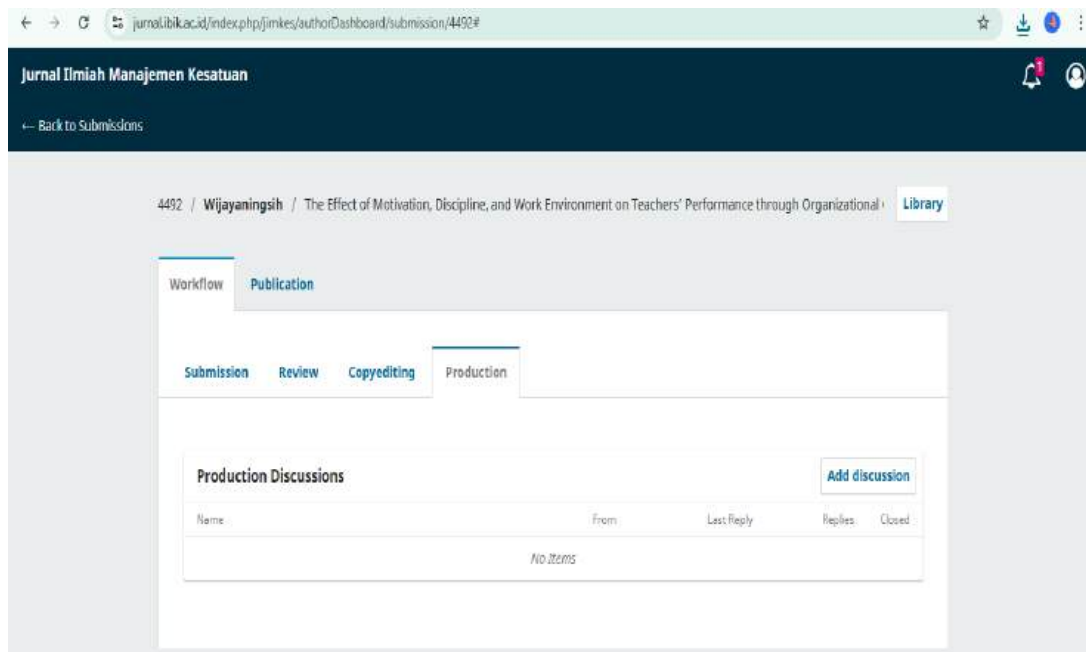 jurnal.ibik.ac.id/index.php/jimkes/authorDashboard/submission/4492#
Jurnal Ilmiah Manajemen Kesatuan
1
← Back to Submissions
4492 / Wijayaningsih / The Effect of Motivation, Discipline, and Work Environment on Teachers' Performance through Organizational
Library
Workflow Publication
Submission Review Copyediting Production
Production Discussions
Add discussion
Name From Last Reply Replies Closed
No Items